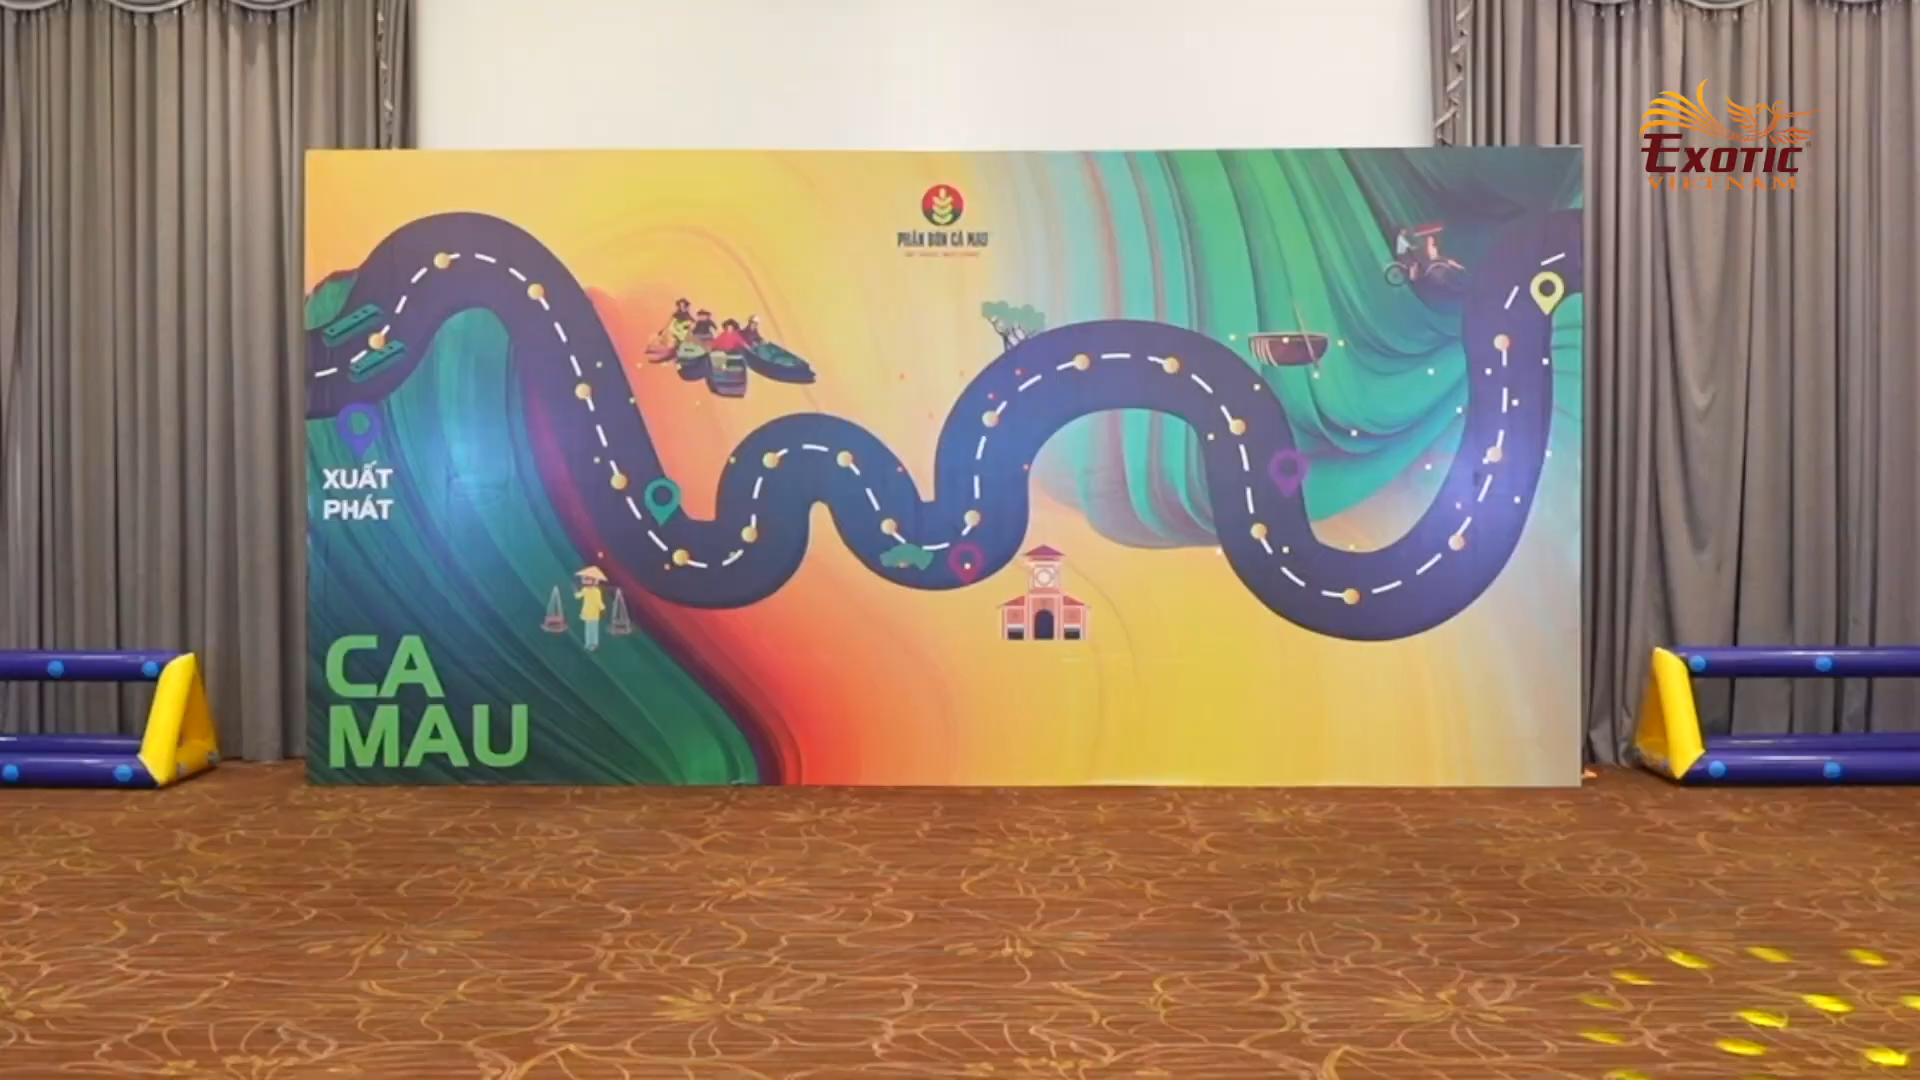 EXOTIC
VIETNAM
PHÂN BÓN CÀ MAU
XUẤT
PHÁT
CA
MAU